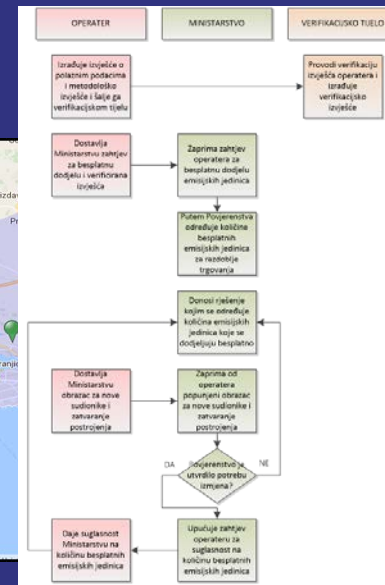 OPERATER
MINISTARSTVO
VERIFIKACIJSKO TIJELO
Izrađuje izvješće o
polaznim podacima
i metodološko
izvješće i šalje ga
verifikacijskom tijelu
Provodi verifikaciju
izvješća operatera i
izrađuje
verifikacijsko
izvješće
Dostavlja
Ministarstvu zahtjev
za besplatnu
dodjelu i verificirana
izvješća
Zaprima zahtjev
operatera za
besplatnu dodjelu
emisijskih jedinica
Putem Povjerenstva
određuje količine
besplatnih
emisijskih jedinica
za razdoblje
trgovanja
Donosi rješenje
kojim se određuje
količina emisijskih
jedinica koje se
dodjeljuju besplatno
Dostavlja
Ministarstvu
obrazac za nove
sudionike i
zatvaranje
postrojenja
Zaprima od
operatera
popunjeni obrazac
za nove sudionike i
zatvaranje
postrojenja
DA
Povjerenstvo je
utvrdilo potrebu
izmjena?
NE
Daje suglasnost
Ministarstvu na
količinu besplatnih
emisijskih jedinica
Upućuje zahtjev
operateru za
suglasnost na
količinu besplatnih
emisijskih jedinica